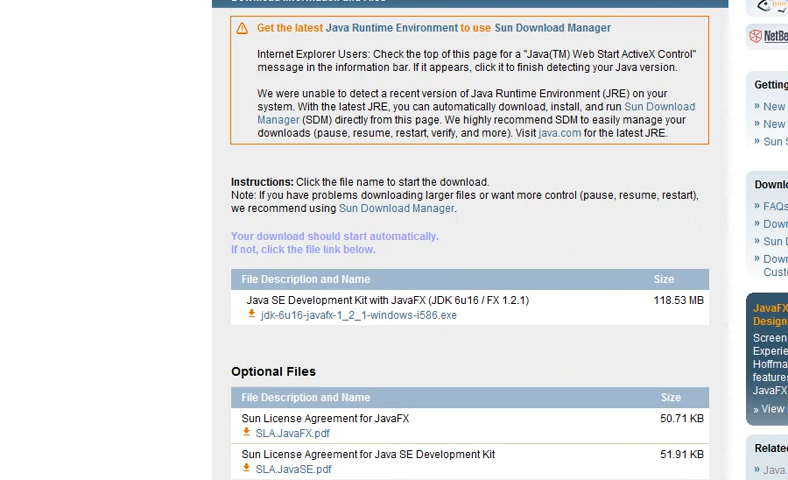 Get the latest Java Runtime Environment to use Sun Download Manager
Internet Explorer Users: Check the top of this page for a "Java(TM) Web Start ActiveX Control"
message in the information bar. If it appears, click it to finish detecting your Java version.
We were unable to detect a recent version of Java Runtime Environment (JRE) on your
system. With the latest JRE, you can automatically download, install, and run Sun Download
Manager (SDM) directly from this page. We highly recommend SDM to easily manage your
downloads (pause, resume, restart, verify, and more). Visit java.com for the latest JRE.
Instructions: Click the file name to start the download.
Note: If you have problems downloading larger files or want more control (pause, resume, restart),
we recommend using Sun Download Manager.
Your download should start automatically.
If not, click the file link below.
File Description and Name Size
Java SE Development Kit with JavaFX (JDK 6u16 / FX 1.2.1) 118.53 MB
jdk-6u16-javafx-1_2_1-windows-i586.exe
Optional Files
File Description and Name Size
Sun License Agreement for JavaFX 50.71 KB
SLA.JavaFX.pdf
Sun License Agreement for Java SE Development Kit 51.91 KB
SLA.JavaSE.pdf
NetBe
Getting
» New
» New
» Sun S
Downlo
» FAQs
» Down
» Sun D
» Down
Custo
JavaFX
Design
Screen
Experie
Hoffma
feature
JavaFX
» View
Relate
» Java.